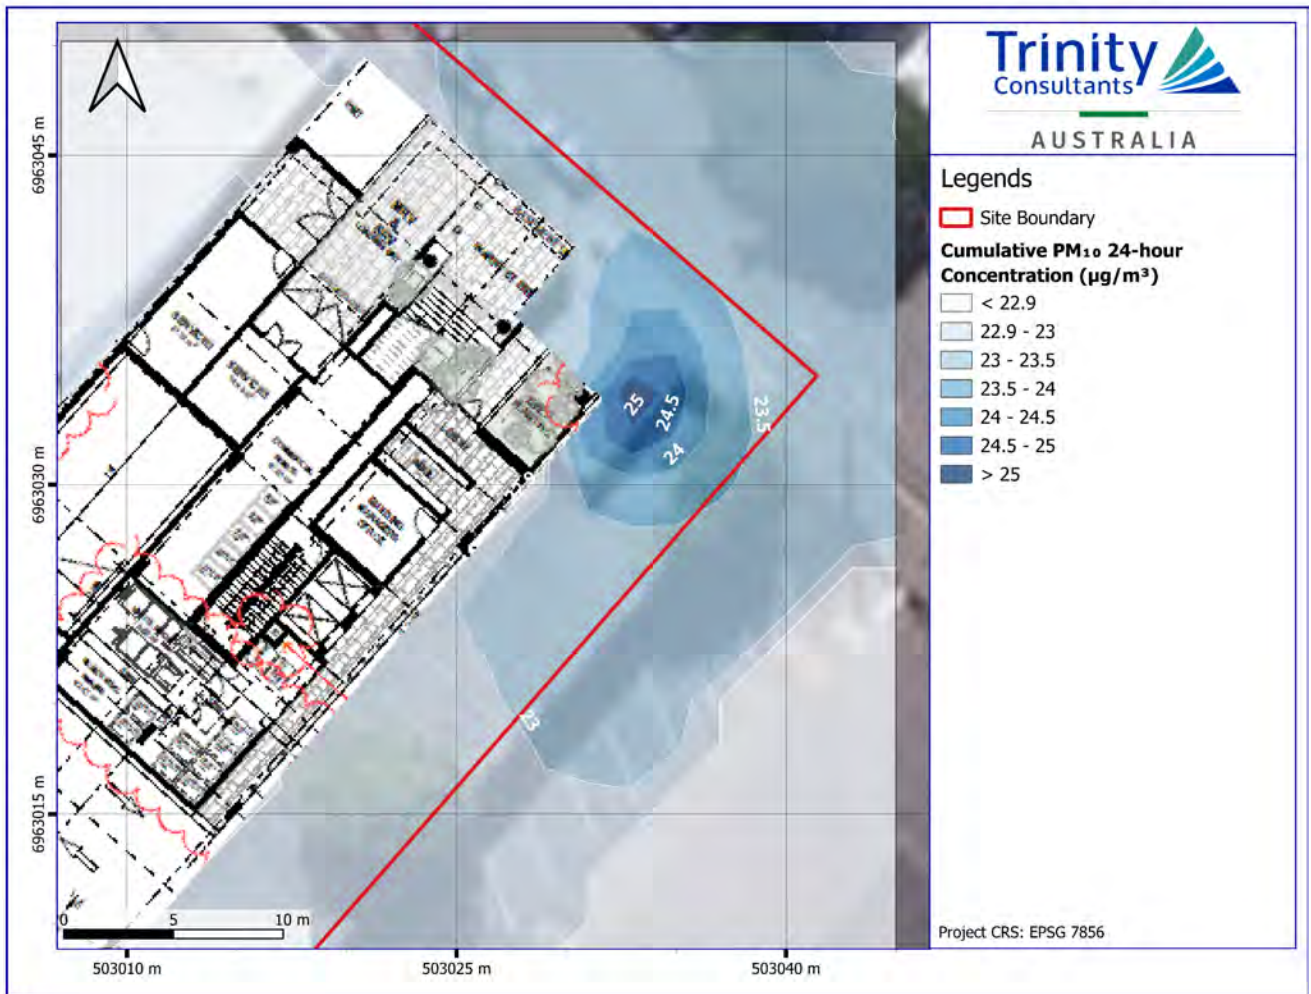 Trinity
Consultants
AUSTRALIA
Legends
Site Boundary
Cumulative PM₁₀ 24-hour
Concentration (µg/m³)
< 22.9
22.9 - 23
23 - 23.5
23.5 - 24
24 - 24.5
24.5 - 25
> 25
Project CRS: EPSG 7856
6963045 m
6963030 m
6963015 m
25
24.5
24
23.5
23
0
5
10 m
503010 m
503025 m
503040 m